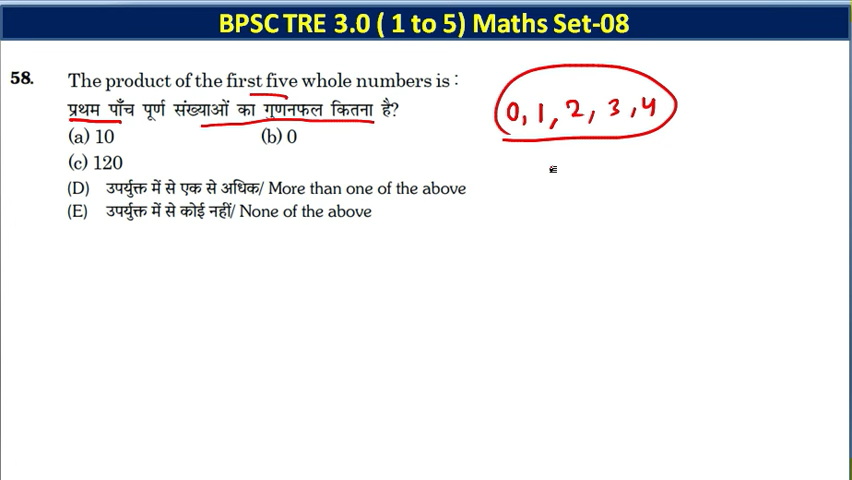 BPSC TRE 3.0 ( 1 to 5) Maths Set-08
58. The product of the first five whole numbers is :
प्रथम पाँच पूर्ण संख्याओं का गुणनफल कितना है?
0, 1, 2, 3, 4
(a) 10 (b) 0
(c) 120
(D) उपर्युक्त में से एक से अधिक/ More than one of the above
(E) उपर्युक्त में से कोई नहीं/ None of the above